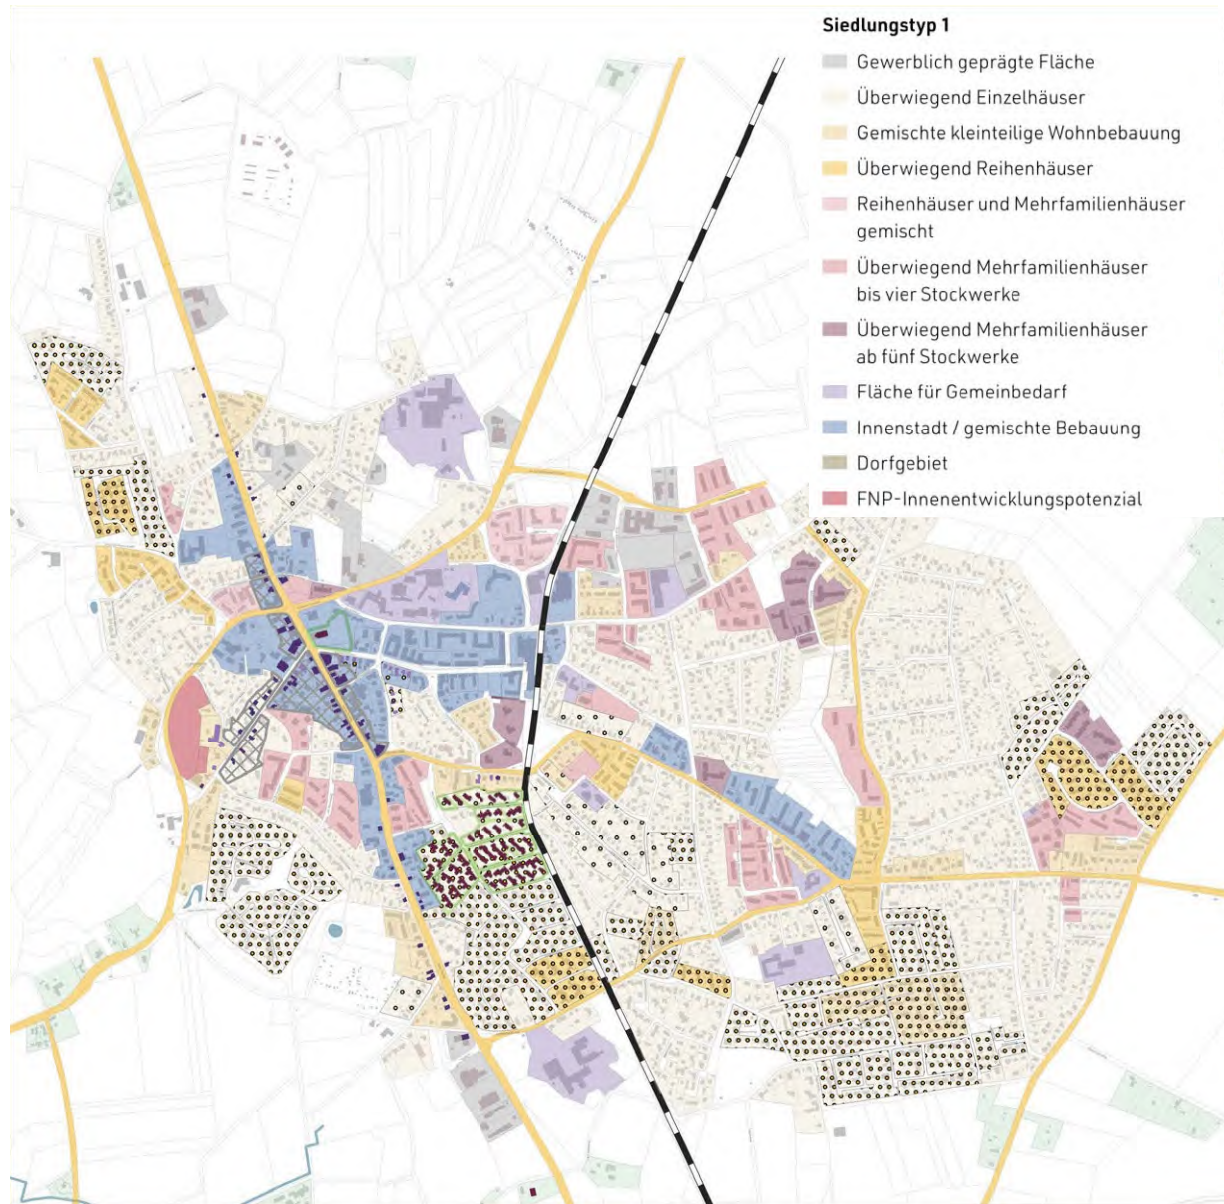 Siedlungstyp 1
Gewerblich geprägte Fläche
Überwiegend Einzelhäuser
Gemischte kleinteilige Wohnbebauung
Überwiegend Reihenhäuser
Reihenhäuser und Mehrfamilienhäuser
gemischt
Überwiegend Mehrfamilienhäuser
bis vier Stockwerke
Überwiegend Mehrfamilienhäuser
ab fünf Stockwerke
Fläche für Gemeinbedarf
Innenstadt / gemischte Bebauung
Dorfgebiet
FNP-Innenentwicklungspotenzial